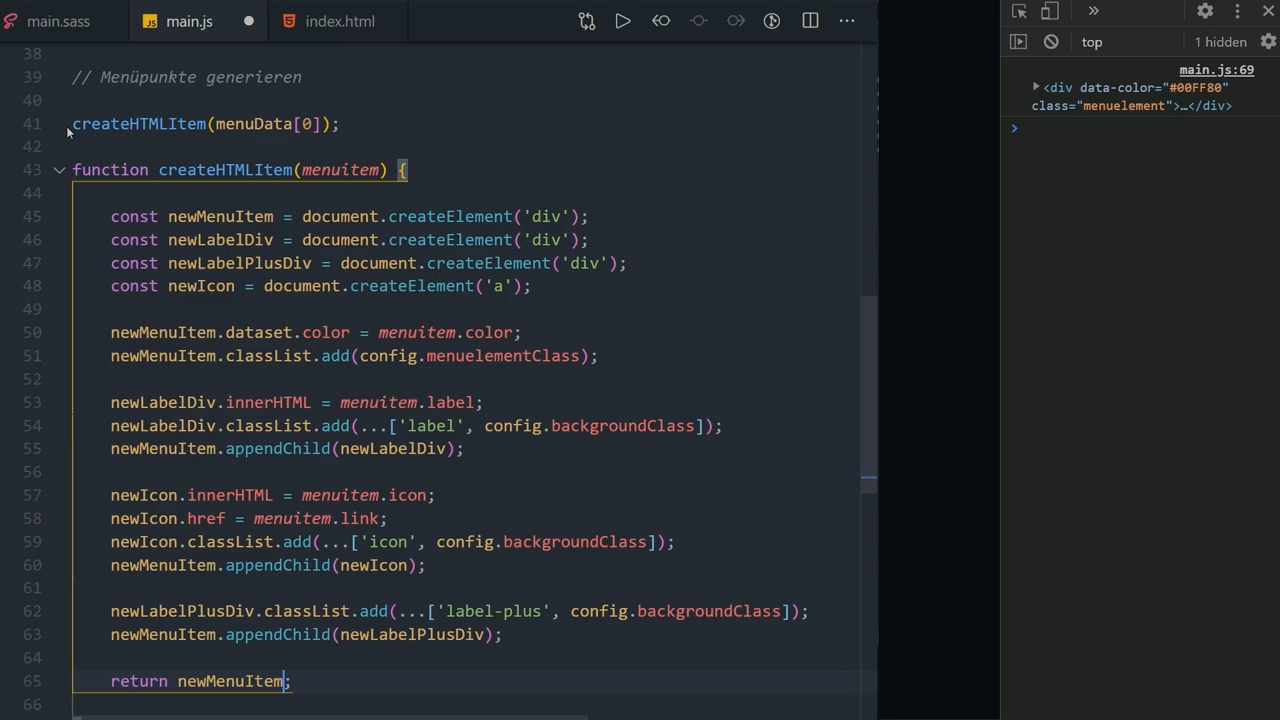 main.sass main.js index.html
38
39 // Menüpunkte generieren
40
41 createHTMLItem(menuData[0]);
42
43 function createHTMLItem(menuitem) {
44
45 const newMenuItem = document.createElement('div');
46 const newLabelDiv = document.createElement('div');
47 const newLabelPlusDiv = document.createElement('div');
48 const newIcon = document.createElement('a');
49
50 newMenuItem.dataset.color = menuitem.color;
51 newMenuItem.classList.add(config.menuelementClass);
52
53 newLabelDiv.innerHTML = menuitem.label;
54 newLabelDiv.classList.add(...['label', config.backgroundClass]);
55 newMenuItem.appendChild(newLabelDiv);
56
57 newIcon.innerHTML = menuitem.icon;
58 newIcon.href = menuitem.link;
59 newIcon.classList.add(...['icon', config.backgroundClass]);
60 newMenuItem.appendChild(newIcon);
61
62 newLabelPlusDiv.classList.add(...['label-plus', config.backgroundClass]);
63 newMenuItem.appendChild(newLabelPlusDiv);
64
65 return newMenuItem;
66
top 1 hidden
main.js:69
<div data-color="#00FF80"
class="menuelement">…</div>